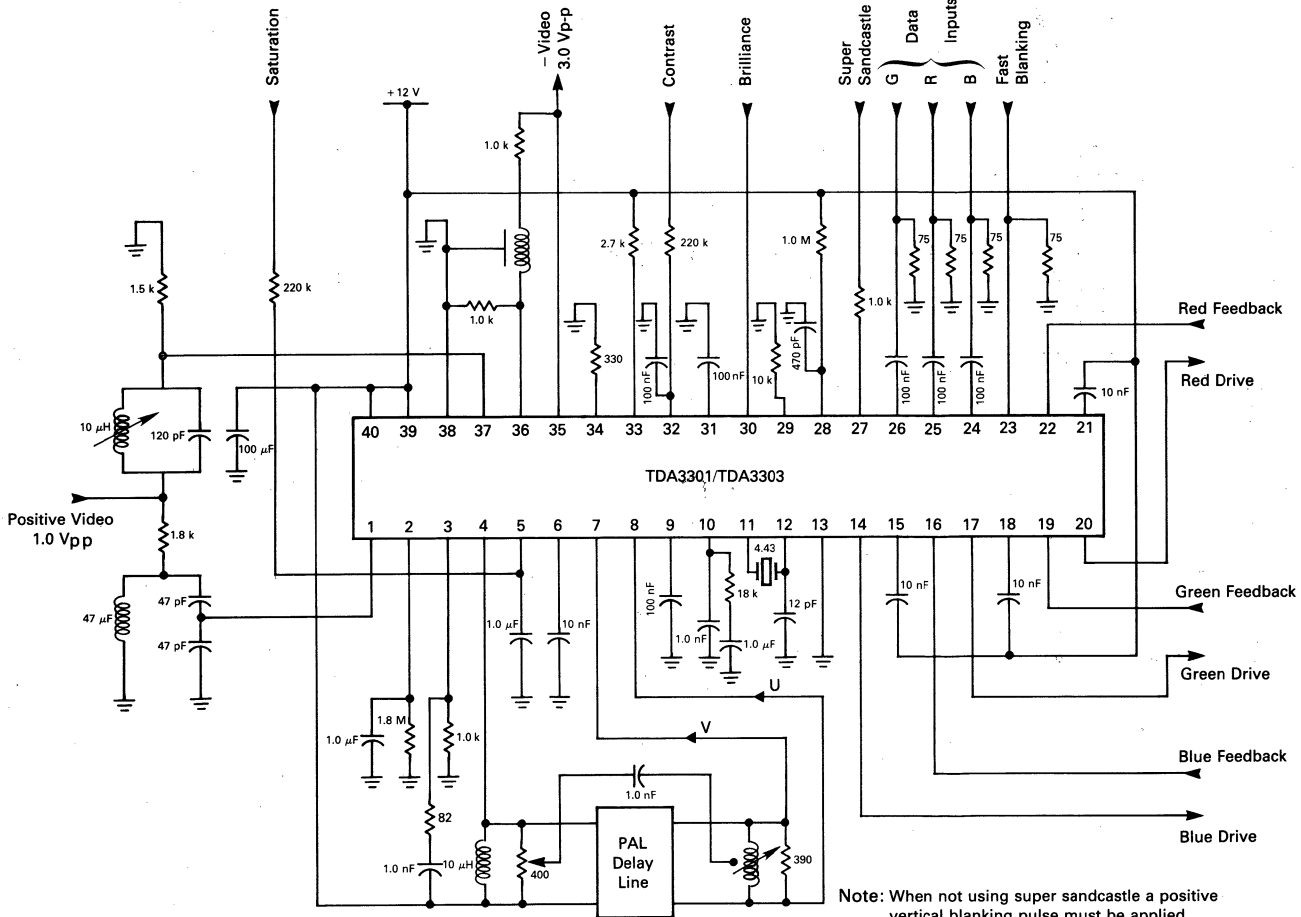 Saturation
+12 V
– Video
3.0 Vp-p
Contrast
Brilliance
Super
Sandcastle
Data
Inputs
G
R
B
Fast
Blanking
1.0 k
1.5 k
220 k
1.0 k
2.7 k
220 k
1.0 M
1.0 k
75
75
75
75
330
100 nF
100 nF
10 k
470 pF
100 nF
100 nF
100 nF
10 nF
Red Feedback
Red Drive
10 µH
120 pF
100 µF
40 39 38 37 36 35 34 33 32 31 30 29 28 27 26 25 24 23 22 21
TDA3301/TDA3303
1 2 3 4 5 6 7 8 9 10 11 12 13 14 15 16 17 18 19 20
Positive Video
1.0 Vpp
1.8 k
47 µF
47 pF
47 pF
1.0 µF
10 nF
100 nF
1.0 nF
18 k
1.0 µF
4.43
12 pF
10 nF
10 nF
Green Feedback
Green Drive
U
V
1.0 µF
1.8 M
1.0 k
82
1.0 nF
10 µH
400
1.0 nF
PAL
Delay
Line
390
Blue Feedback
Blue Drive
Note: When not using super sandcastle a positive
vertical blanking pulse must be applied